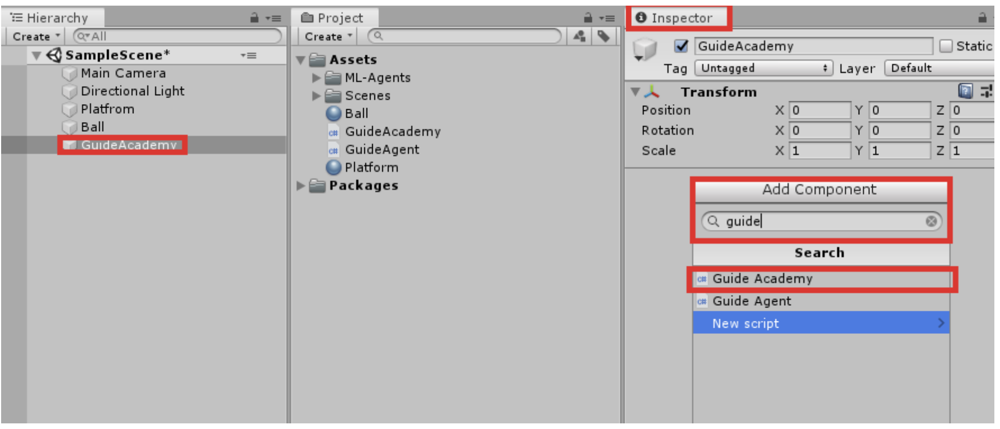 Hierarchy
Create
All
SampleScene*
Main Camera
Directional Light
Platfrom
Ball
GuideAcademy
Project
Create
Assets
ML-Agents
Scenes
Ball
C# GuideAcademy
C# GuideAgent
Platform
Packages
Inspector
GuideAcademy
Static
Tag Untagged Layer Default
Transform
Position X 0 Y 0 Z 0
Rotation X 0 Y 0 Z 0
Scale X 1 Y 1 Z 1
Add Component
guide
Search
C# Guide Academy
C# Guide Agent
New script